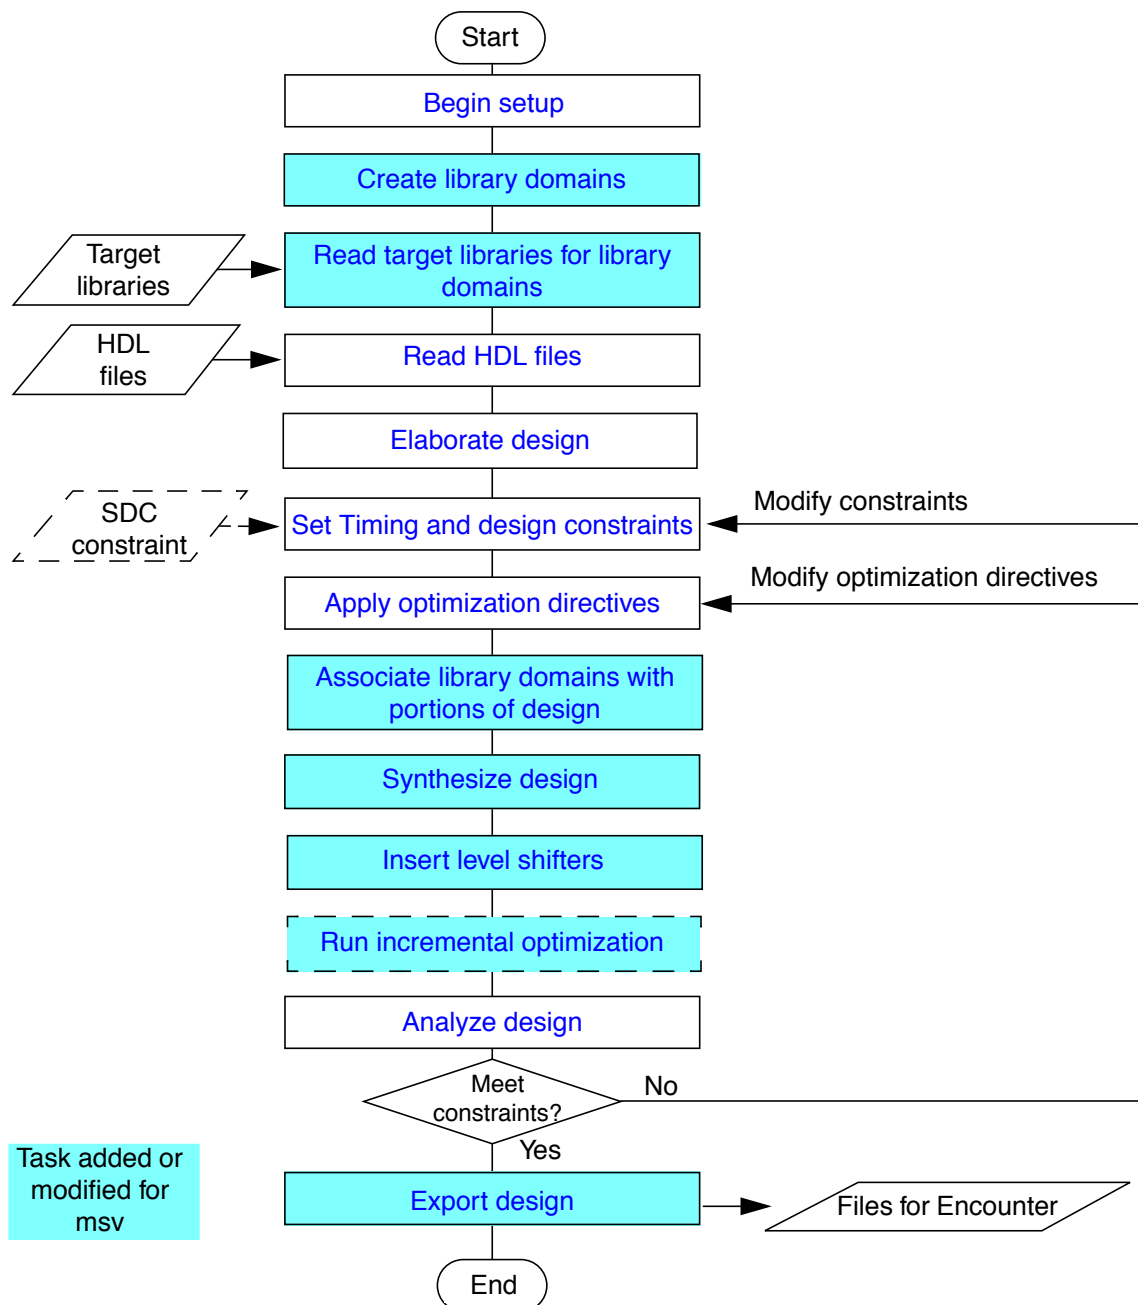 Start
Begin setup
Create library domains
Target
libraries
Read target libraries for library
domains
HDL
files
Read HDL files
Elaborate design
SDC
constraint
Set Timing and design constraints
Modify constraints
Apply optimization directives
Modify optimization directives
Associate library domains with
portions of design
Synthesize design
Insert level shifters
Run incremental optimization
Analyze design
Meet
constraints?
No
Yes
Task added or
modified for
msv
Export design
Files for Encounter
End